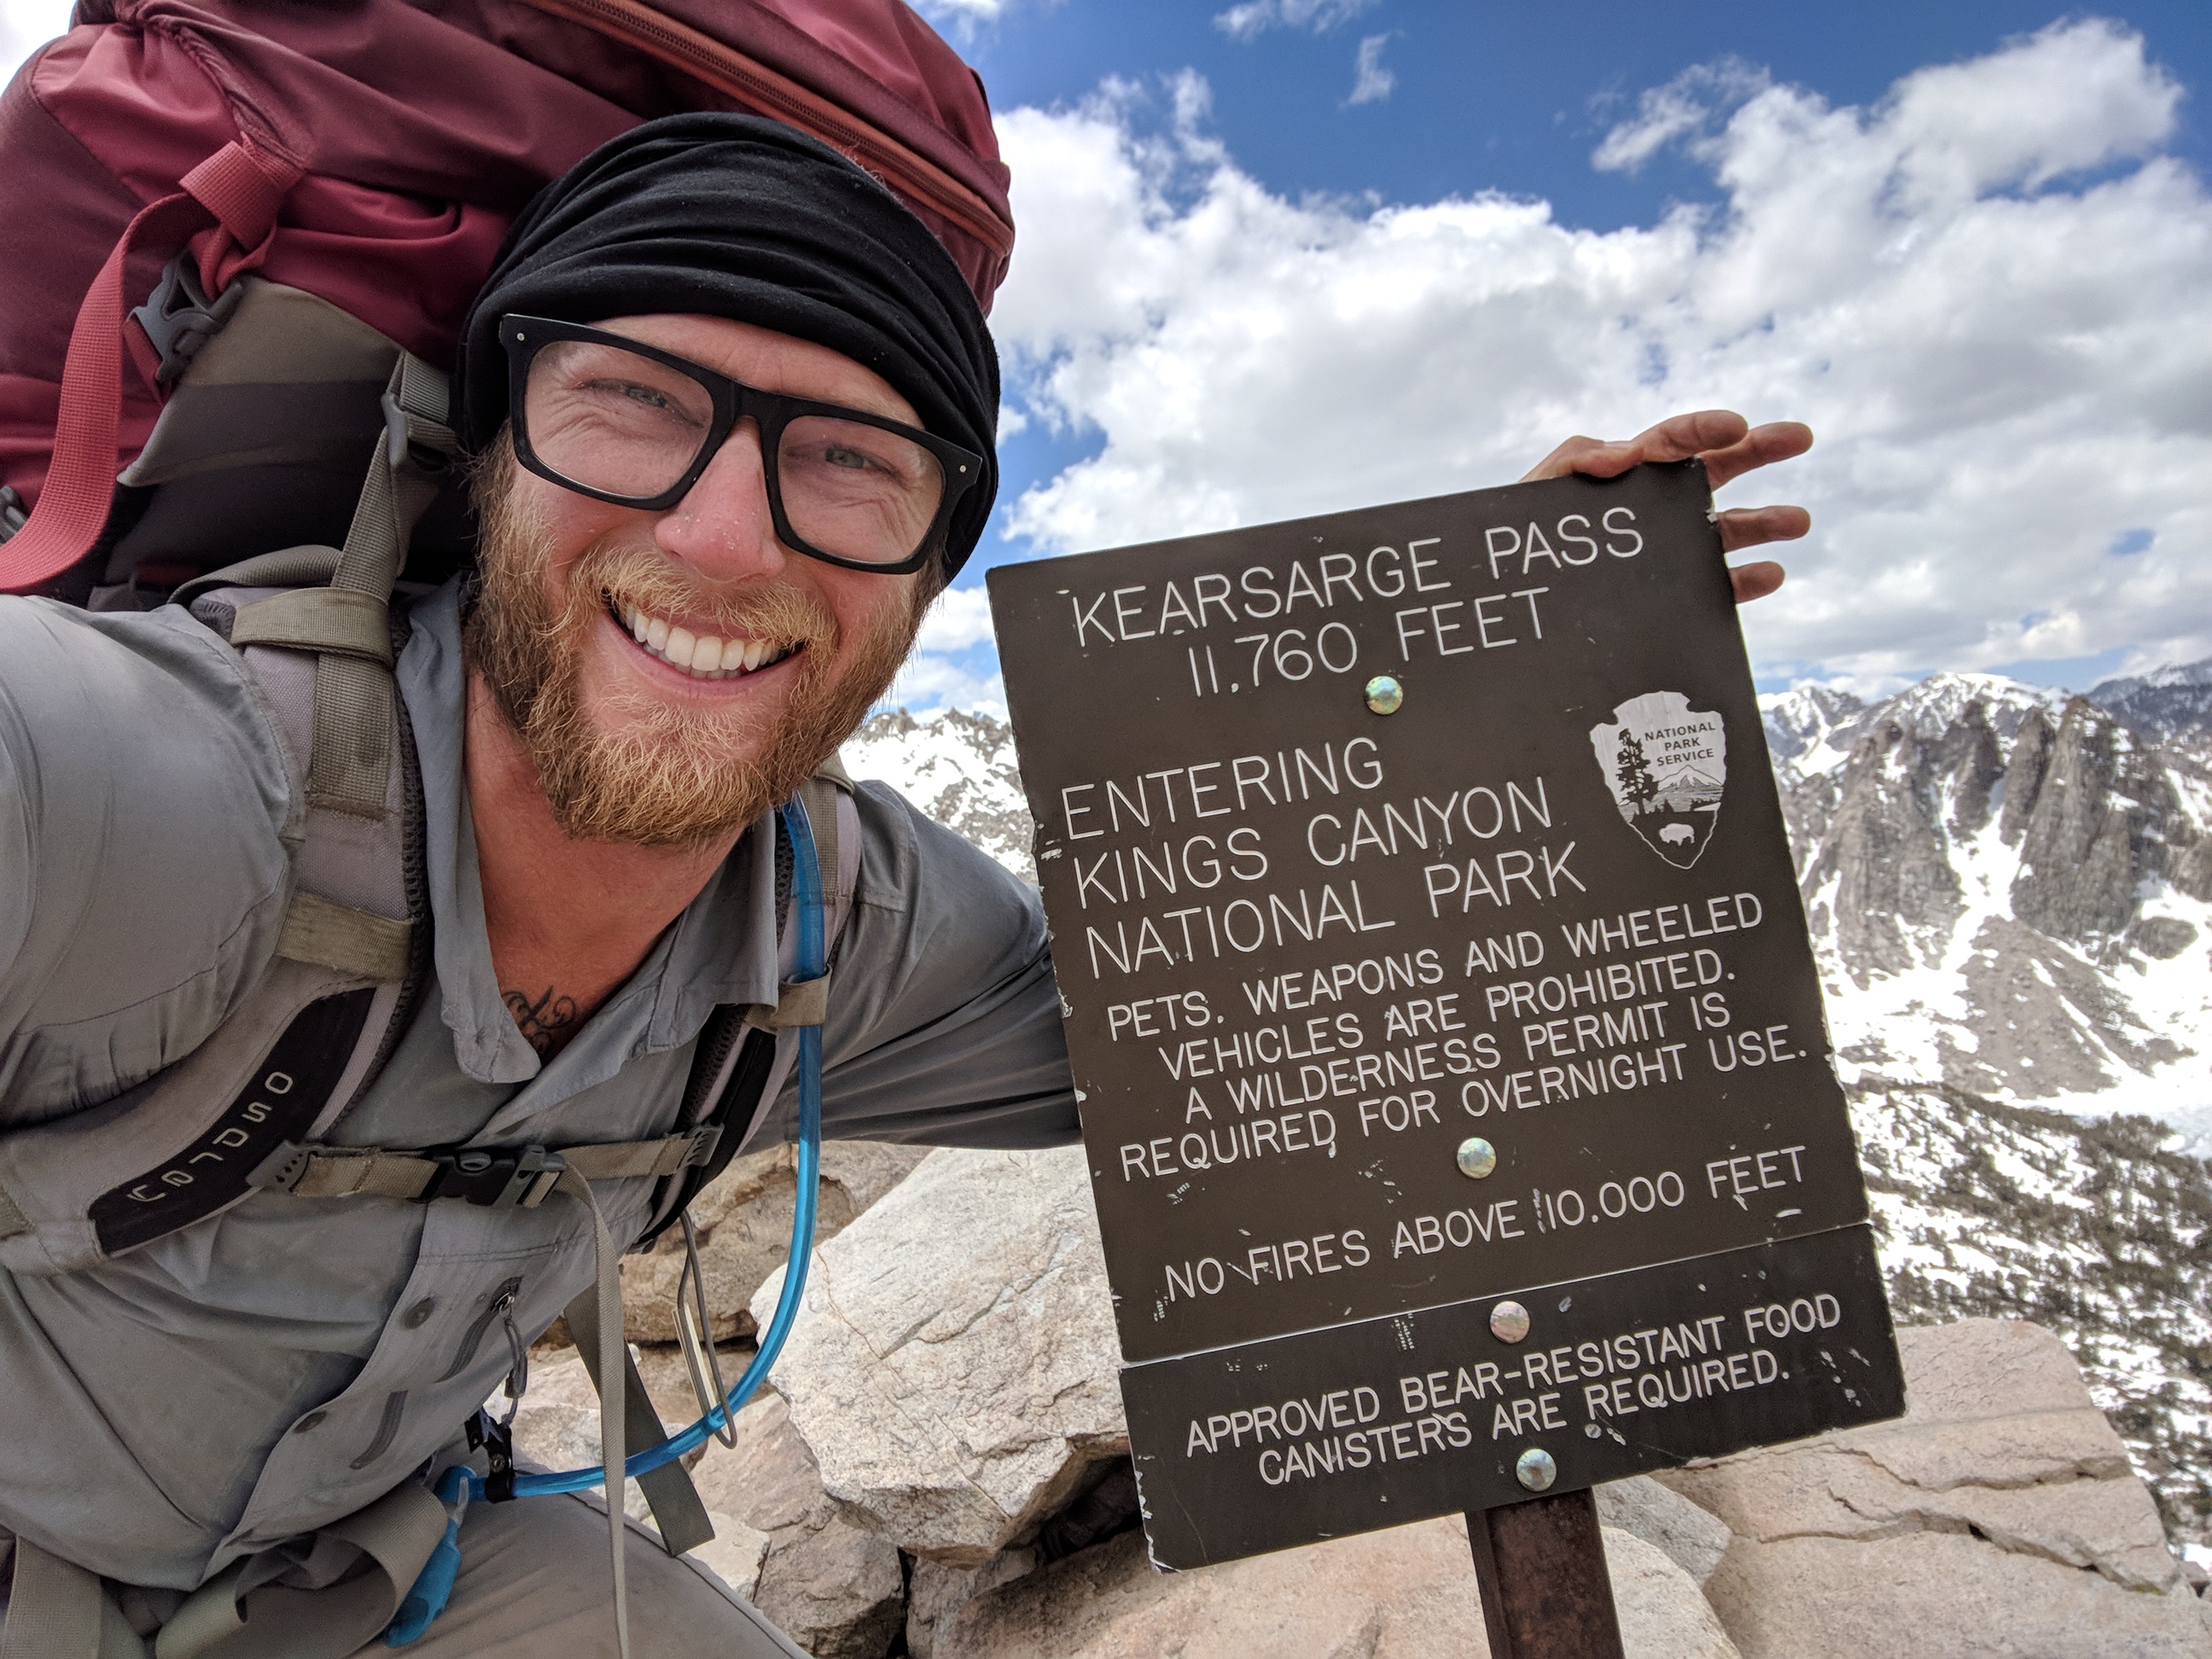 KEARSARGE PASS
11.760 FEET
ENTERING
KINGS CANYON
NATIONAL PARK
NATIONAL
PARK
SERVICE
PETS. WEAPONS AND WHEELED
VEHICLES ARE PROHIBITED.
A WILDERNESS PERMIT IS
REQUIRED FOR OVERNIGHT USE.
NO FIRES ABOVE 10.000 FEET
APPROVED BEAR-RESISTANT FOOD
CANISTERS ARE REQUIRED.
OSPREY